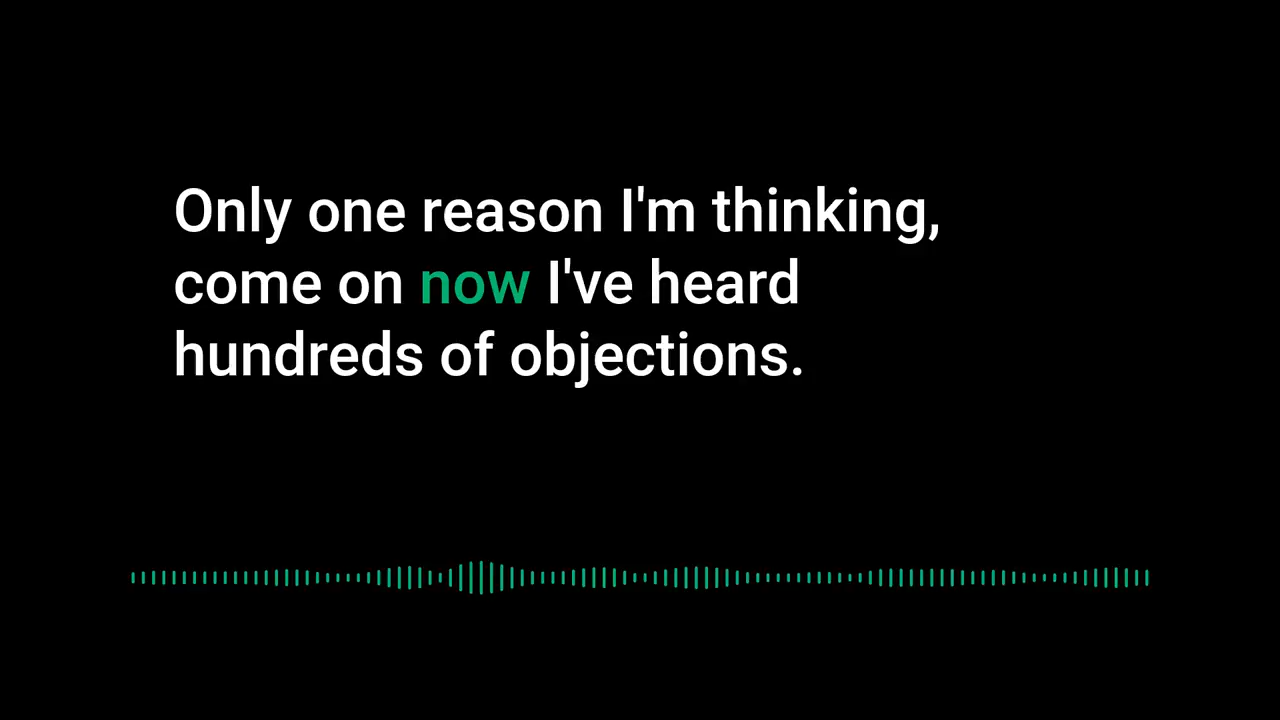 Only one reason I'm thinking,
come on now I've heard
hundreds of objections.